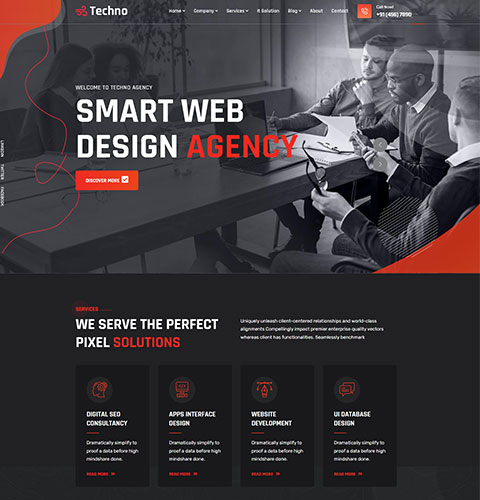 Techno
Home Company Services It Solution Blog About Contact
Call Now!
+91 (456) 7890
LINKEDIN TWITTER FACEBOOK
WELCOME TO TECHNO AGENCY
SMART WEB
DESIGN AGENCY
DISCOVER MORE
SERVICES
WE SERVE THE PERFECT
PIXEL SOLUTIONS
Uniquely unleash client-centered relationships and world-class
alignments Compellingly impact premier enterprise quality vectors
whereas client has functionalities. Seamlessly benchmark
DIGITAL SEO
CONSULTANCY
Dramatically simplify to
proof a data before high
mindshare done.
READ MORE
APPS INTERFACE
DESIGN
Dramatically simplify to
proof a data before high
mindshare done.
READ MORE
WEBSITE
DEVELOPMENT
Dramatically simplify to
proof a data before high
mindshare done.
READ MORE
UI DATABASE
DESIGN
Dramatically simplify to
proof a data before high
mindshare done.
READ MORE